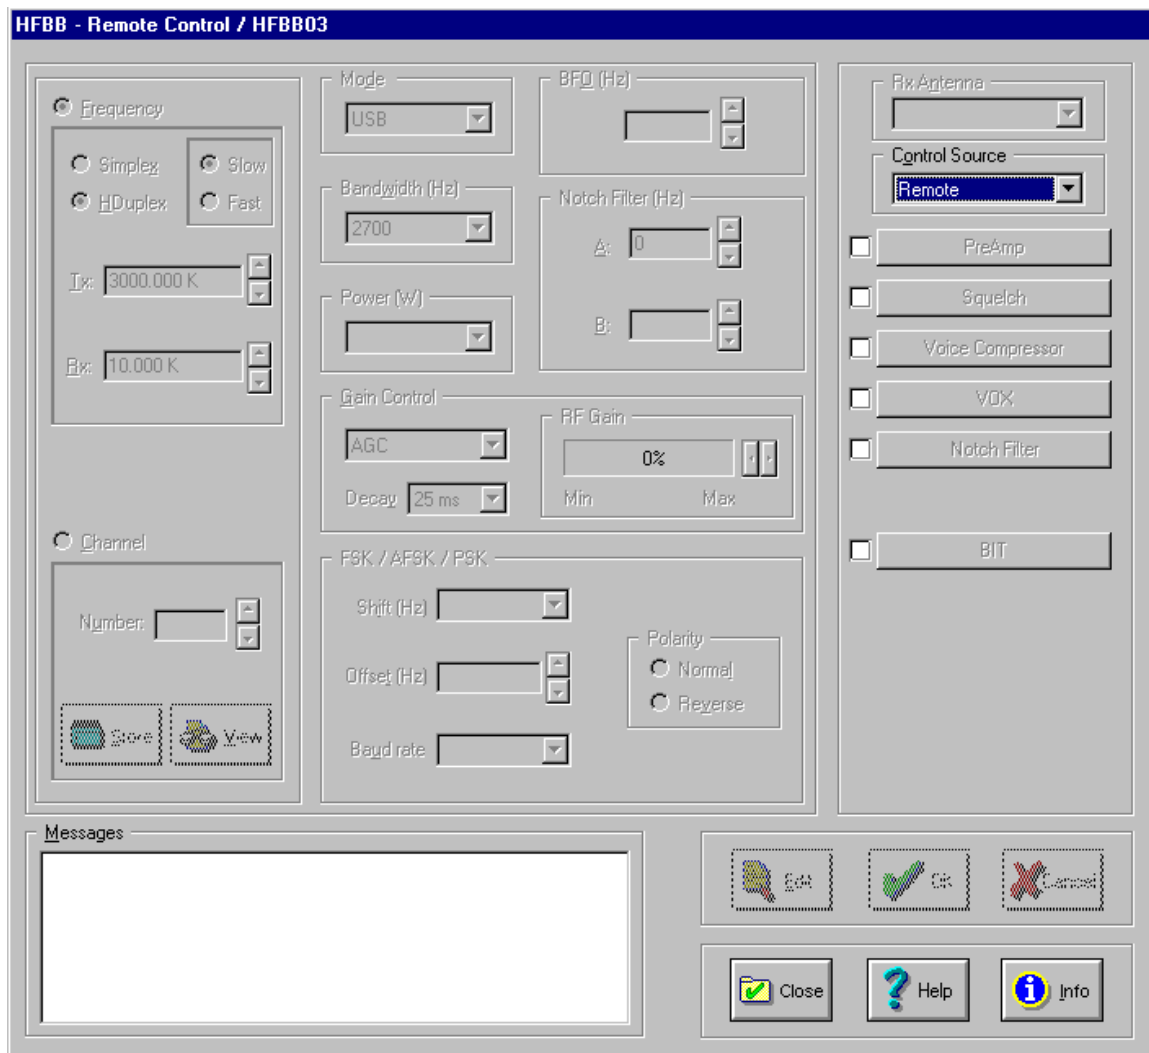 HFBB - Remote Control / HFBB03
Frequency
Simplex
HDuplex
Slow
Fast
Tx: 3000.000 K
Rx: 10.000 K
Channel
Number:
Store
View
Mode
USB
Bandwidth (Hz)
2700
Power (W)
BFO (Hz)
Notch Filter (Hz)
A: 0
B:
Gain Control
AGC
Decay 25 ms
RF Gain
0%
Min Max
FSK / AFSK / PSK
Shift (Hz)
Offset (Hz)
Baud rate
Polarity
Normal
Reverse
Rx Antenna
Control Source
Remote
PreAmp
Squelch
Voice Compressor
VOX
Notch Filter
BIT
Messages
Edit
OK
Cancel
Close
Help
Info